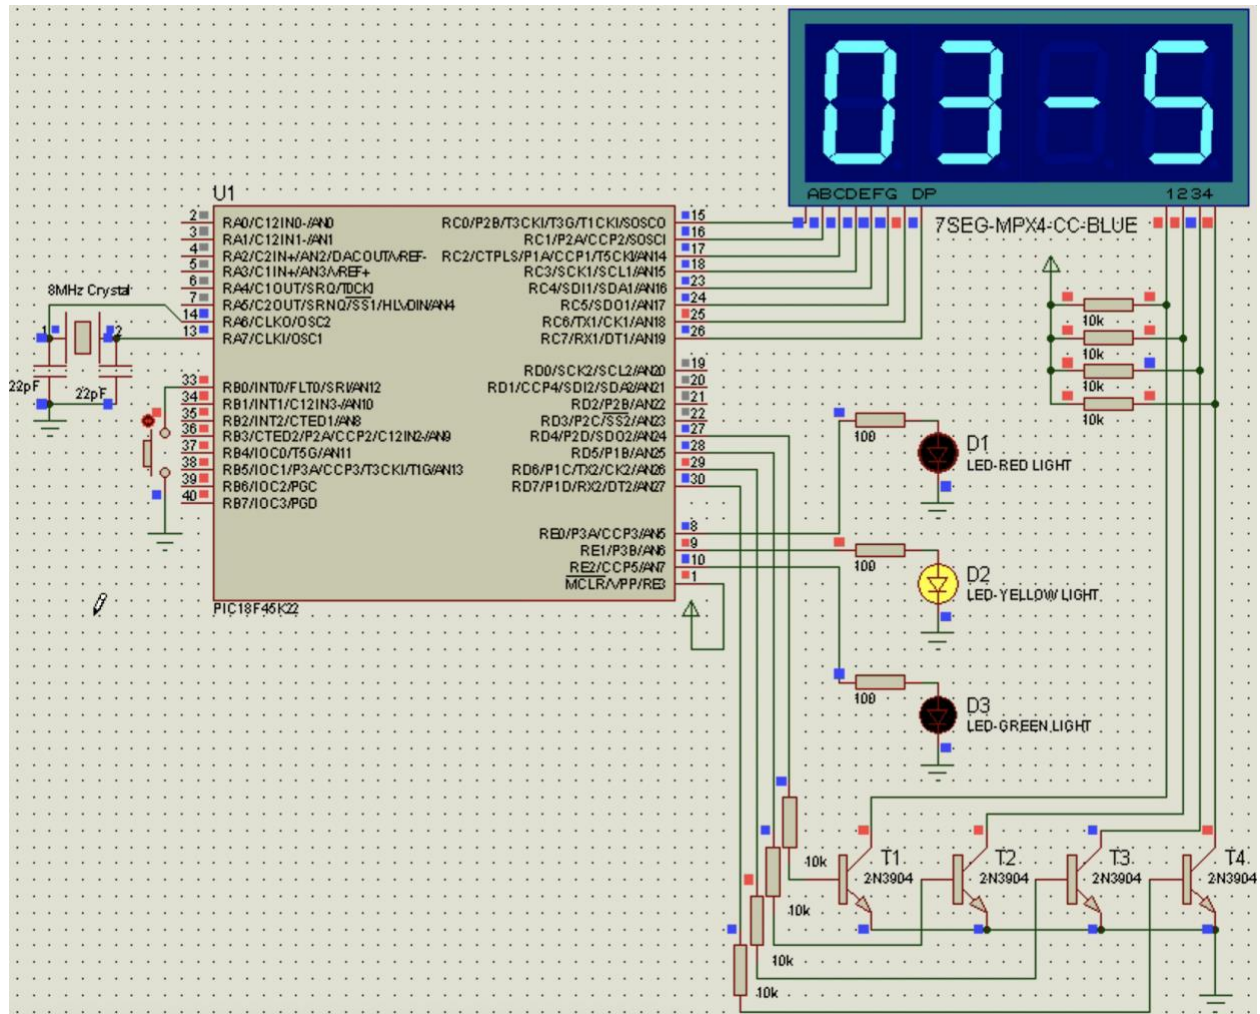 03-5
ABCDEFG DP
1234
7SEG-MPX4-CC-BLUE
U1
2 RA0/C12IN0-/AN0
3 RA1/C12IN1-/AN1
4 RA2/C2IN+/AN2/DACOUT/VREF-
5 RA3/C1IN+/AN3/VREF+
6 RA4/C1OUT/SRQ/T0CKI
7 RA5/C2OUT/SRNQ/SS1/HLVDIN/AN4
14 RA6/CLKO/OSC2
13 RA7/CLKI/OSC1
33 RB0/INT0/FLT0/SRI/AN12
34 RB1/INT1/C12IN3-/AN10
35 RB2/INT2/CTED1/AN8
36 RB3/CTED2/P2A/CCP2/C12IN2-/AN9
37 RB4/IOC0/T5G/AN11
38 RB5/IOC1/P3A/CCP3/T3CKI/T1G/AN13
39 RB6/IOC2/PGC
40 RB7/IOC3/PGD
RC0/P2B/T3CKI/T3G/T1CKI/SOSCO 15
RC1/P2A/CCP2/SOSCI 16
RC2/CTPLS/P1A/CCP1/T5CKI/AN14 17
RC3/SCK1/SCL1/AN15 18
RC4/SDI1/SDA1/AN16 23
RC5/SDO1/AN17 24
RC6/TX1/CK1/AN18 25
RC7/RX1/DT1/AN19 26
RD0/SCK2/SCL2/AN20 19
RD1/CCP4/SDI2/SDA2/AN21 20
RD2/P2B/AN22 21
RD3/P2C/SS2/AN23 22
RD4/P2D/SDO2/AN24 27
RD5/P1B/AN25 28
RD6/P1C/TX2/CK2/AN26 29
RD7/P1D/RX2/DT2/AN27 30
RE0/P3A/CCP3/AN5 8
RE1/P3B/AN6 9
RE2/CCP5/AN7 10
MCLR/VPP/RE3 1
PIC18F45K22
8MHz Crystal
1
2
22pF
22pF
10k
10k
10k
10k
100
D1
LED-RED LIGHT
100
D2
LED-YELLOW LIGHT
100
D3
LED-GREEN LIGHT
10k
10k
10k
10k
T1
2N3904
T2
2N3904
T3
2N3904
T4
2N3904